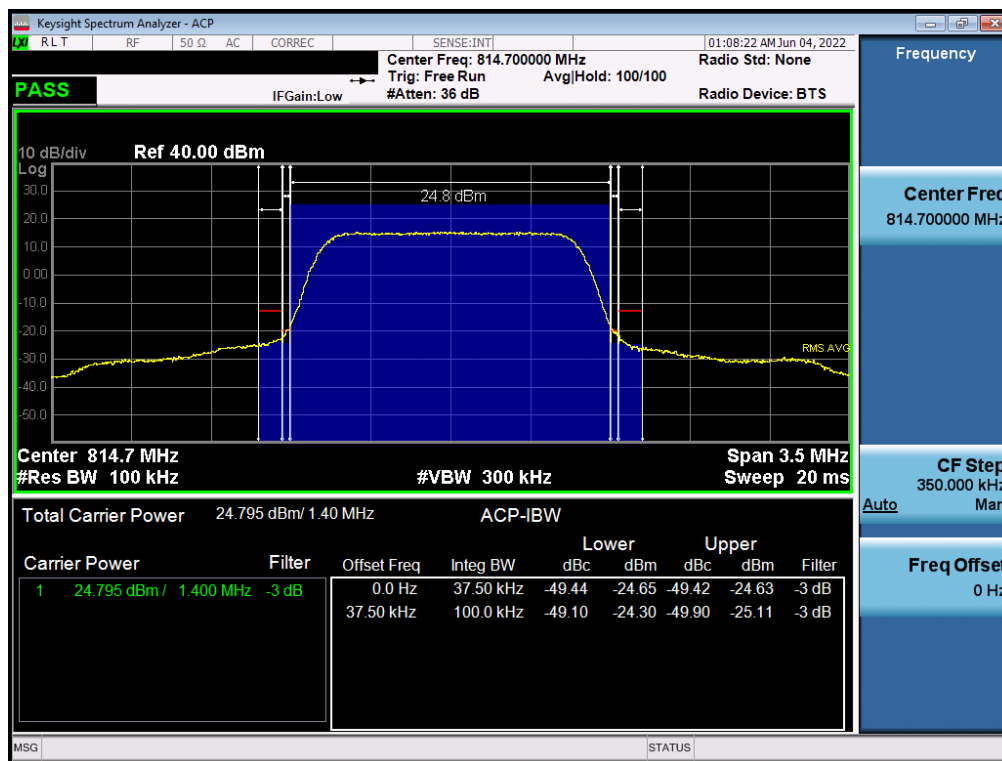 Keysight Spectrum Analyzer - ACP
LXI RLT RF 50 Ω AC CORREC SENSE:INT 01:08:22 AM Jun 04, 2022
Center Freq: 814.700000 MHz Radio Std: None
Trig: Free Run Avg|Hold: 100/100
PASS IFGain:Low #Atten: 36 dB Radio Device: BTS
10 dB/div Ref 40.00 dBm
Log
30.0
24.8 dBm
20.0
10.0
0.00
-10.0
-20.0
-30.0
RMS AVG
-40.0
-50.0
Center 814.7 MHz Span 3.5 MHz
#Res BW 100 kHz #VBW 300 kHz Sweep 20 ms
Total Carrier Power 24.795 dBm/ 1.40 MHz ACP-IBW
Lower Upper
Carrier Power Filter Offset Freq Integ BW dBc dBm dBc dBm Filter
1 24.795 dBm / 1.400 MHz -3 dB 0.0 Hz 37.50 kHz -49.44 -24.65 -49.42 -24.63 -3 dB
37.50 kHz 100.0 kHz -49.10 -24.30 -49.90 -25.11 -3 dB
MSG STATUS
Frequency
Center Freq
814.700000 MHz
CF Step
350.000 kHz
Auto Man
Freq Offset
0 Hz